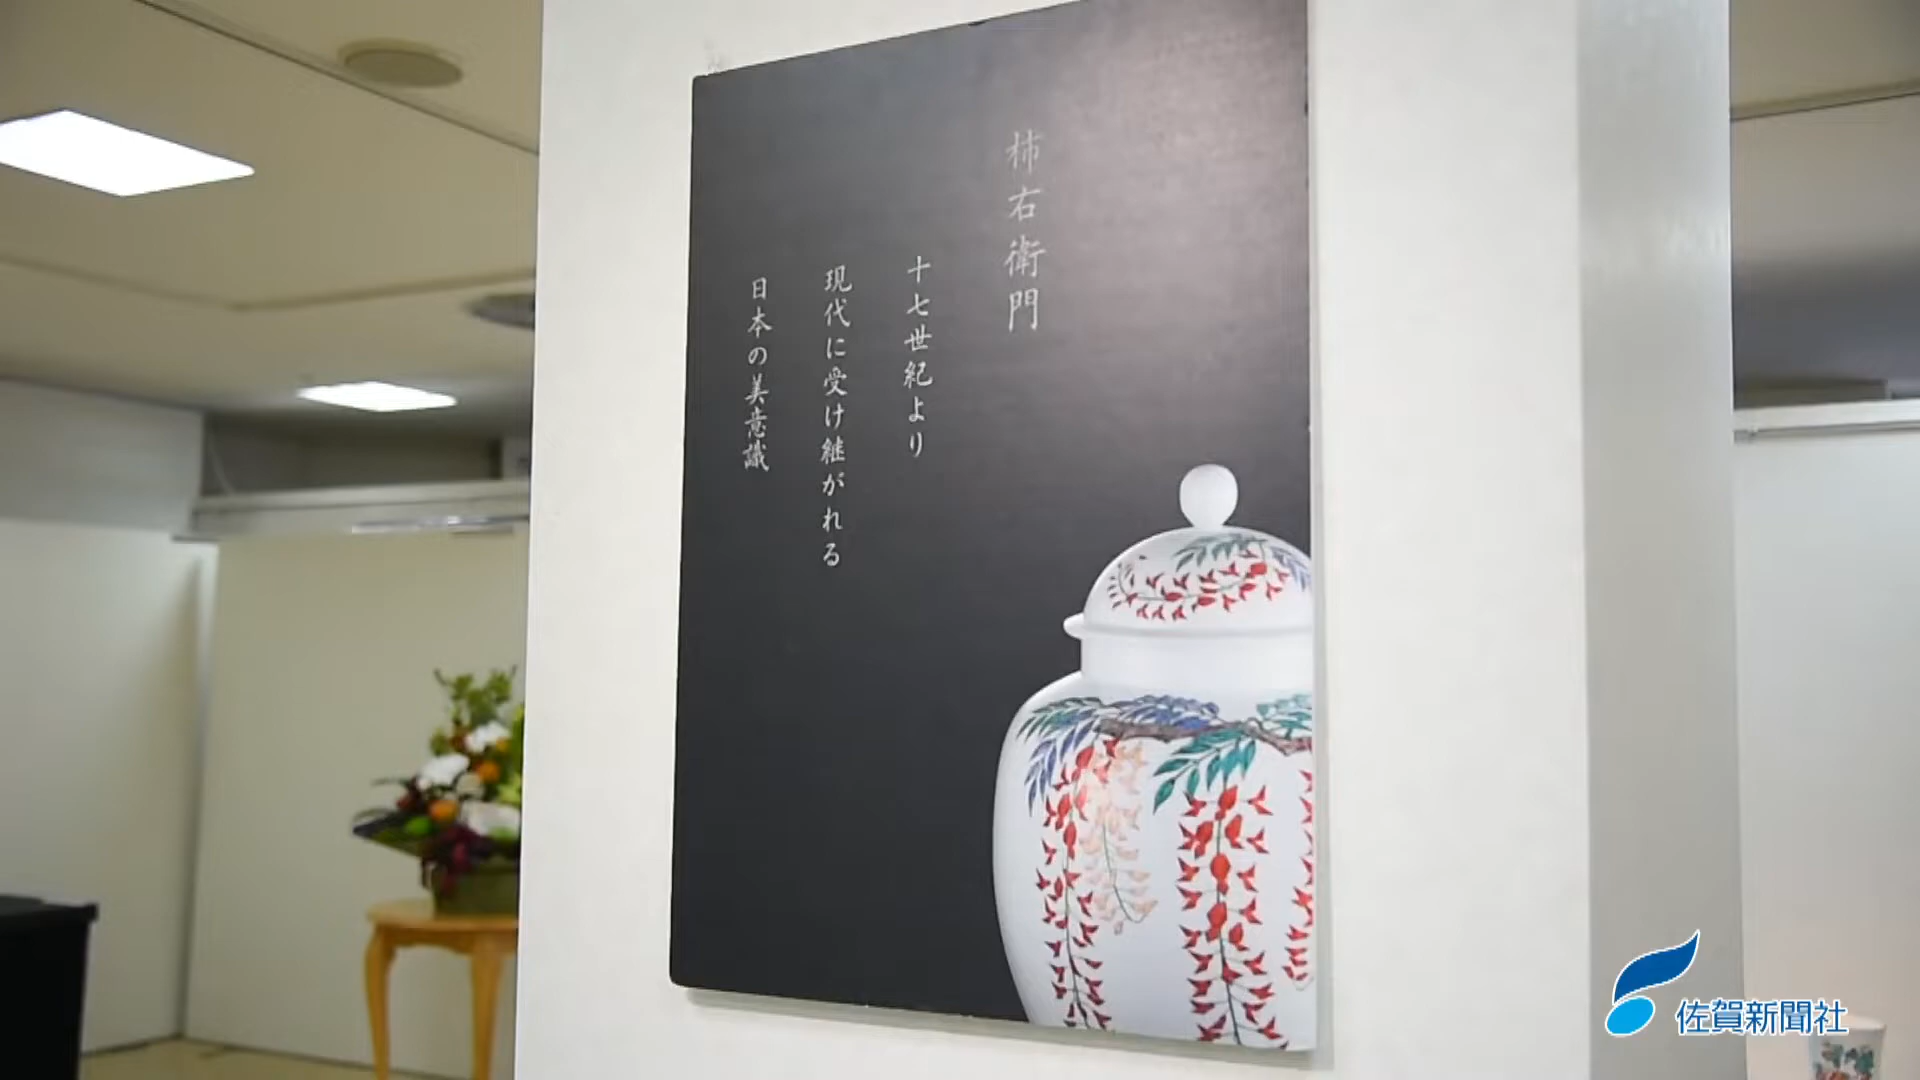 柿右衛門
十七世紀より
現代に受け継がれる
日本の美意識
佐賀新聞社